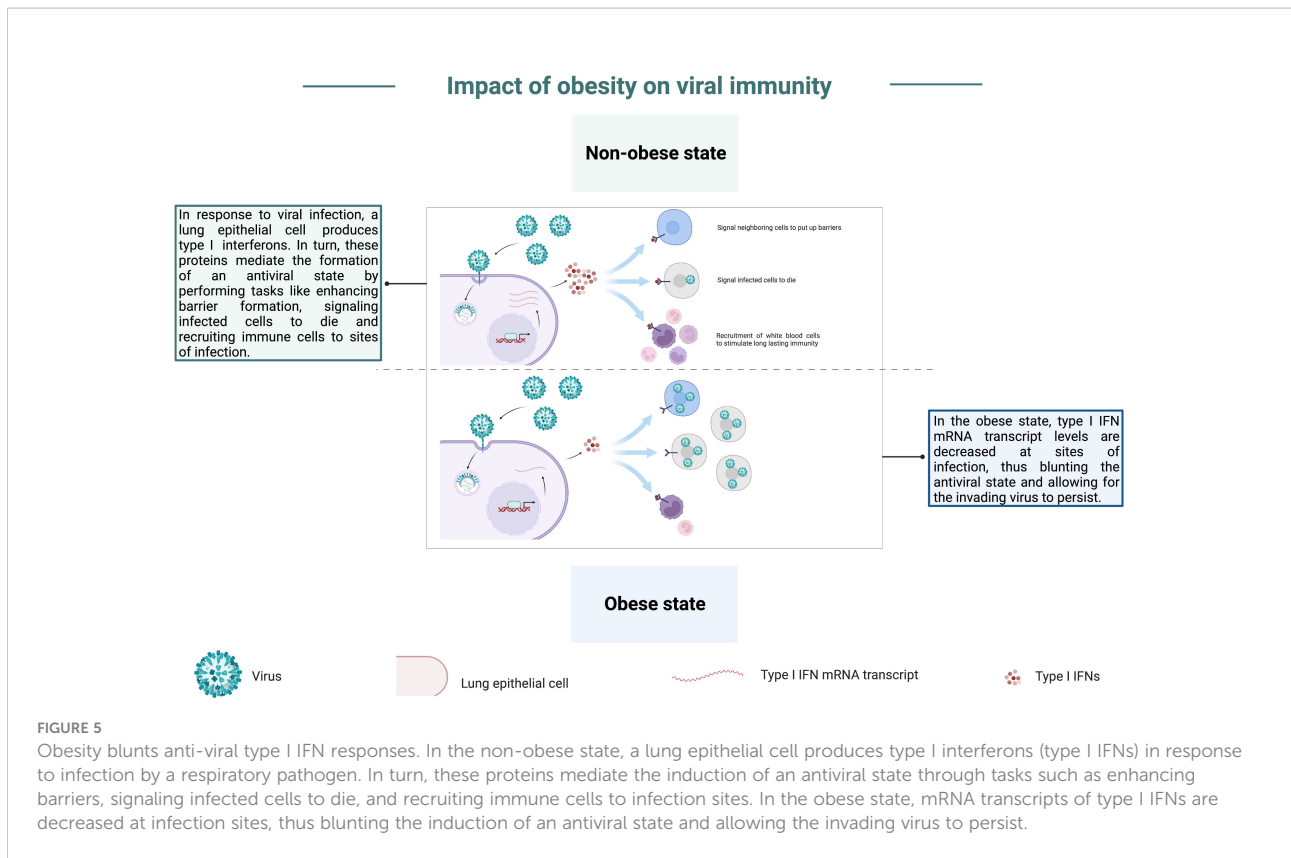 Impact of obesity on viral immunity
Non-obese state
In response to viral infection, a
lung epithelial cell produces
type I interferons. In turn, these
proteins mediate the formation
of an antiviral state by
performing tasks like enhancing
barrier formation, signaling
infected cells to die and
recruiting immune cells to sites
of infection.
Signal neighboring cells to put up barriers
Signal infected cells to die
Recruitment of white blood cells
to stimulate long lasting immunity
In the obese state, type I IFN
mRNA transcript levels are
decreased at sites of
infection, thus blunting the
antiviral state and allowing for
the invading virus to persist.
Obese state
Virus
Lung epithelial cell
Type I IFN mRNA transcript
Type I IFNs
FIGURE 5
Obesity blunts anti-viral type I IFN responses. In the non-obese state, a lung epithelial cell produces type I interferons (type I IFNs) in response
to infection by a respiratory pathogen. In turn, these proteins mediate the induction of an antiviral state through tasks such as enhancing
barriers, signaling infected cells to die, and recruiting immune cells to infection sites. In the obese state, mRNA transcripts of type I IFNs are
decreased at infection sites, thus blunting the induction of an antiviral state and allowing the invading virus to persist.